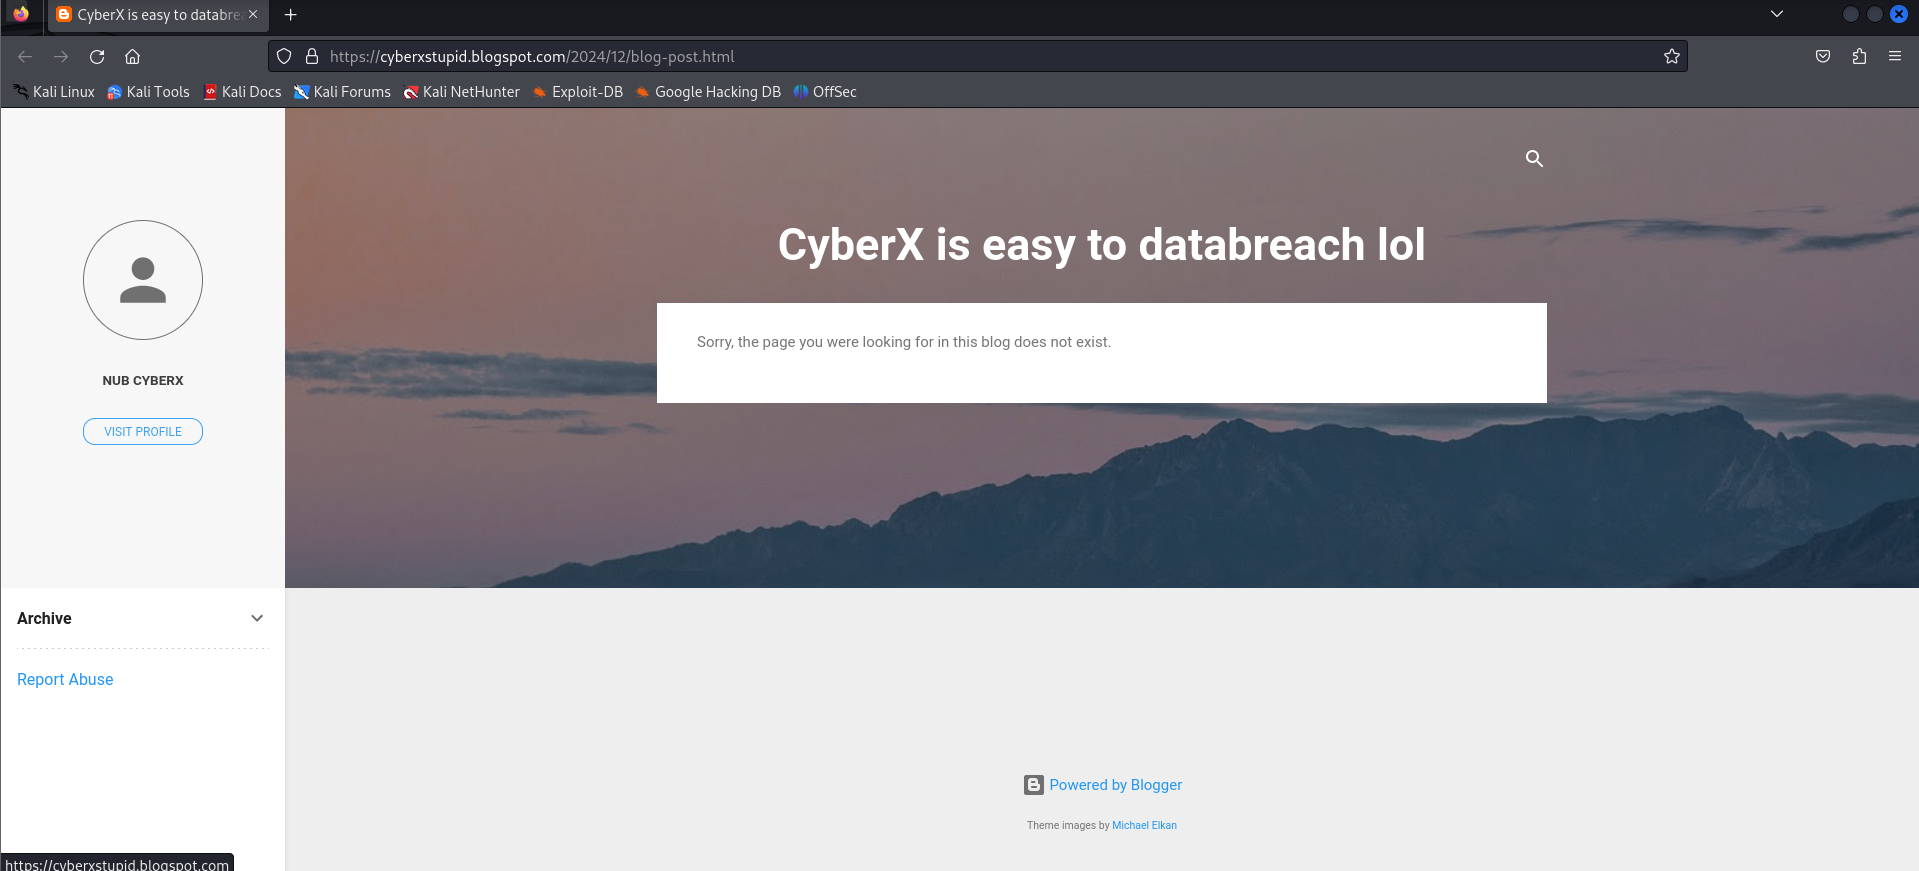 CyberX is easy to databrea
https://cyberxstupid.blogspot.com/2024/12/blog-post.html
Kali Linux Kali Tools Kali Docs Kali Forums Kali NetHunter Exploit-DB Google Hacking DB OffSec
CyberX is easy to databreach lol
Sorry, the page you were looking for in this blog does not exist.
NUB CYBERX
VISIT PROFILE
Archive
Report Abuse
Powered by Blogger
Theme images by Michael Elkan
https://cyberxstupid.blogspot.com